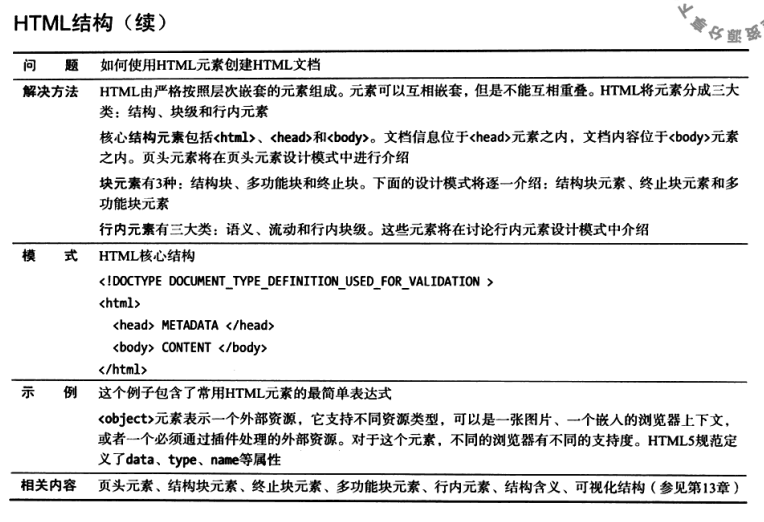 HTML结构（续）
资源分享下
问 题 如何使用HTML元素创建HTML文档
解决方法 HTML由严格按照层次嵌套的元素组成。元素可以互相嵌套，但是不能互相重叠。HTML将元素分成三大
类：结构、块级和行内元素
核心结构元素包括<html>、<head>和<body>。文档信息位于<head>元素之内，文档内容位于<body>元素
之内。页头元素将在页头元素设计模式中进行介绍
块元素有3种：结构块、多功能块和终止块。下面的设计模式将逐一介绍：结构块元素、终止块元素和多
功能块元素
行内元素有三大类：语义、流动和行内块级。这些元素将在讨论行内元素设计模式中介绍
模 式 HTML核心结构
<!DOCTYPE DOCUMENT_TYPE_DEFINITION_USED_FOR_VALIDATION >
<html>
<head> METADATA </head>
<body> CONTENT </body>
</html>
示 例 这个例子包含了常用HTML元素的最简单表达式
<object>元素表示一个外部资源，它支持不同资源类型，可以是一张图片、一个嵌入的浏览器上下文，
或者一个必须通过插件处理的外部资源。对于这个元素，不同的浏览器有不同的支持度。HTML5规范定
义了data、type、name等属性
相关内容 页头元素、结构块元素、终止块元素、多功能块元素、行内元素、结构含义、可视化结构（参见第13章）